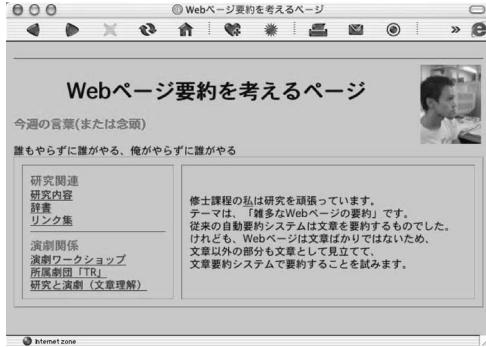 Webページ要約を考えるページ
Webページ要約を考えるページ
今週の言葉(または念頭)
誰もやらずに誰がやる、俺がやらずに誰がやる
研究関連
研究内容
辞書
リンク集
演劇関係
演劇ワークショップ
所属劇団「TR」
研究と演劇（文章理解）
修士課程の私は研究を頑張っています。
テーマは、「雑多なWebページの要約」です。
従来の自動要約システムは文章を要約するものでした。
けれども、Webページは文章ばかりではないため、
文章以外の部分も文章として見立てて、
文章要約システムで要約することを試みます。
Internet zone